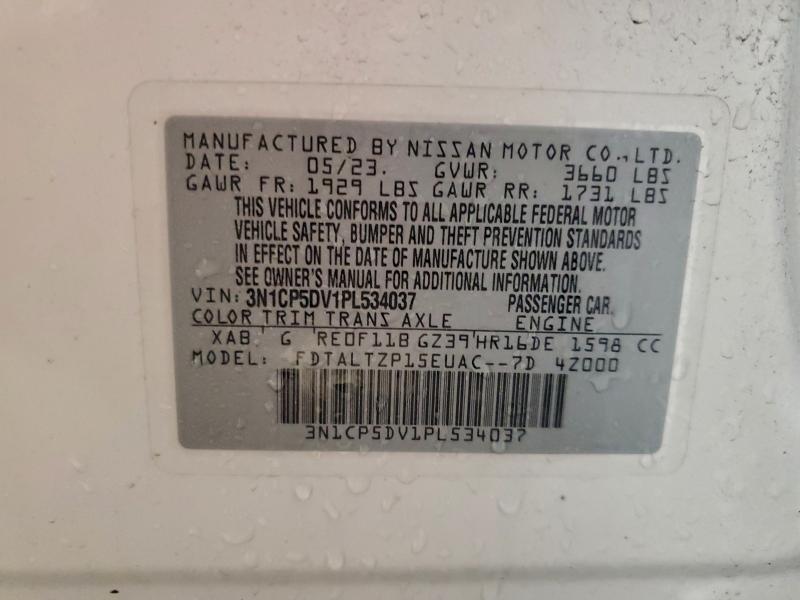 MANUFACTURED BY NISSAN MOTOR CO., LTD.
DATE: 05/23. GVWR: 3660 LBS
GAWR FR: 1929 LBS GAWR RR: 1731 LBS
THIS VEHICLE CONFORMS TO ALL APPLICABLE FEDERAL MOTOR
VEHICLE SAFETY, BUMPER AND THEFT PREVENTION STANDARDS
IN EFFECT ON THE DATE OF MANUFACTURE SHOWN ABOVE.
SEE OWNER'S MANUAL FOR ADDITIONAL INFORMATION.
VIN: 3N1CP5DV1PL534037 PASSENGER CAR.
COLOR TRIM TRANS AXLE ENGINE
XAB G RE0F11B GZ39 HR16DE 1598 CC
MODEL: FDTALTZP15EUAC--7D 4Z000
3N1CP5DV1PL534037